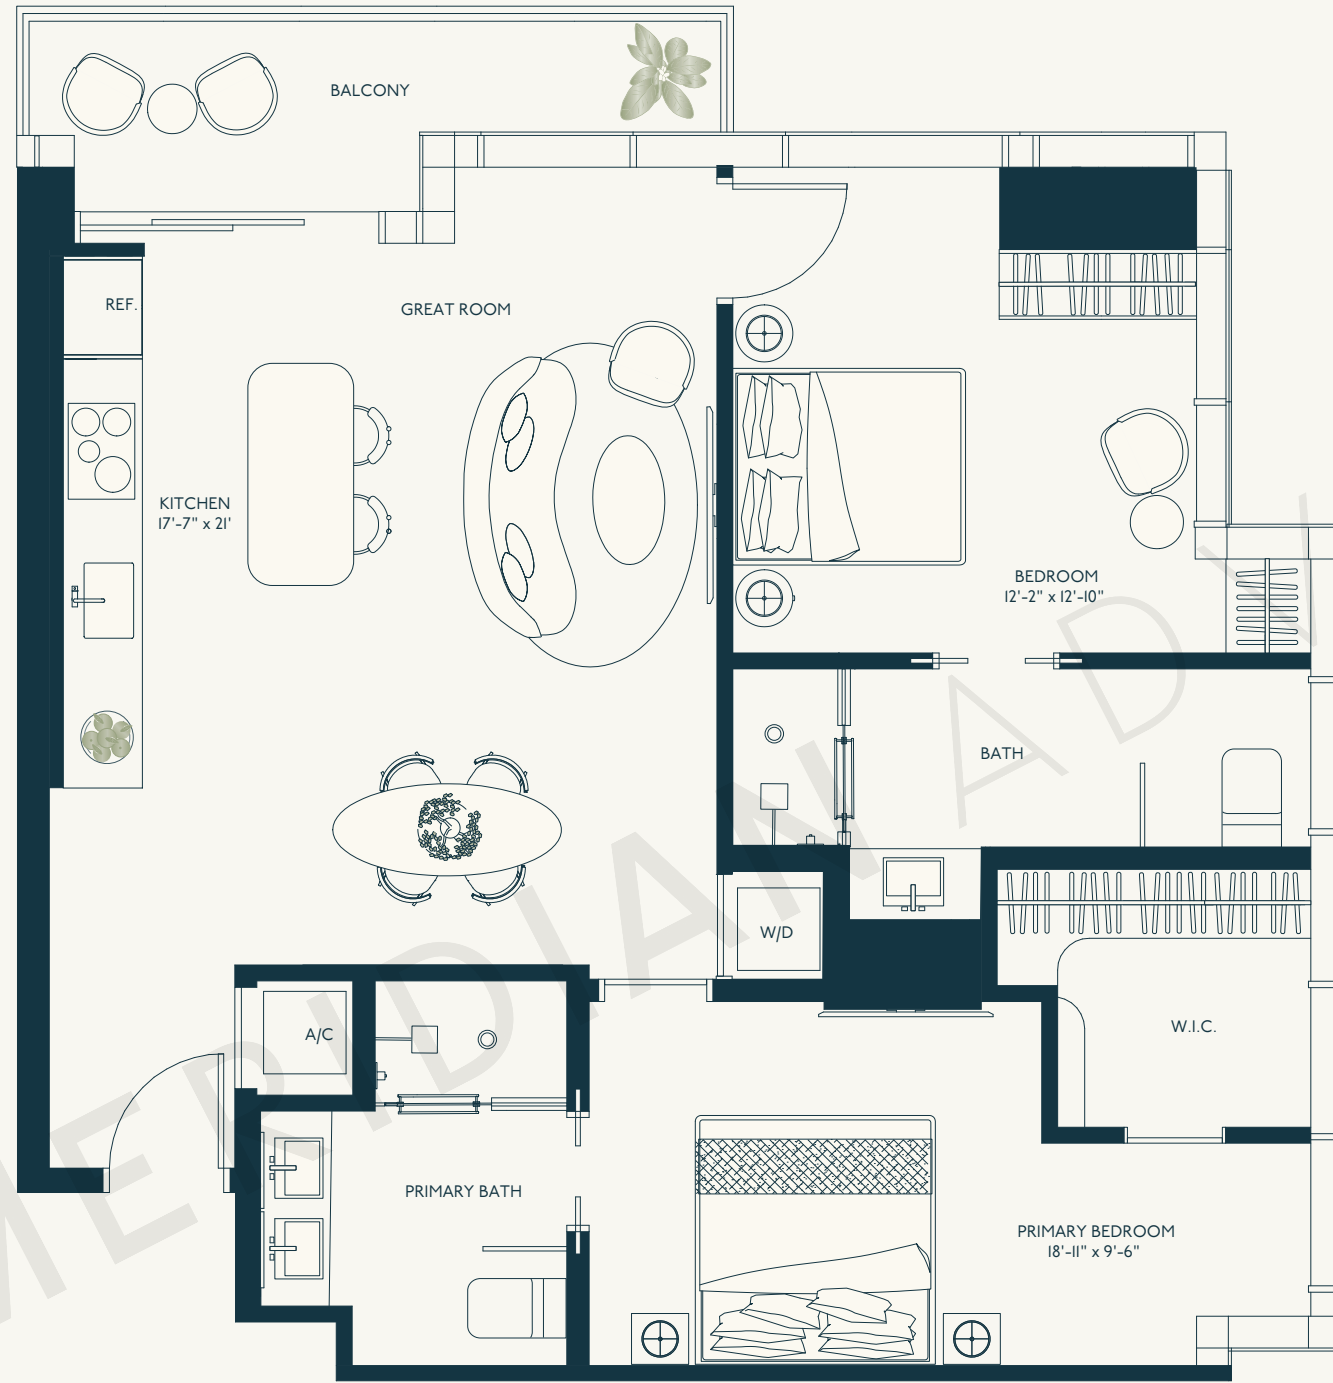 BALCONY
REF.
GREAT ROOM
KITCHEN
17'-7" x 21'
BEDROOM
12'-2" x 12'-10"
BATH
W/D
A/C
W.I.C.
PRIMARY BATH
PRIMARY BEDROOM
18'-11" x 9'-6"
MERIDIAN ADV